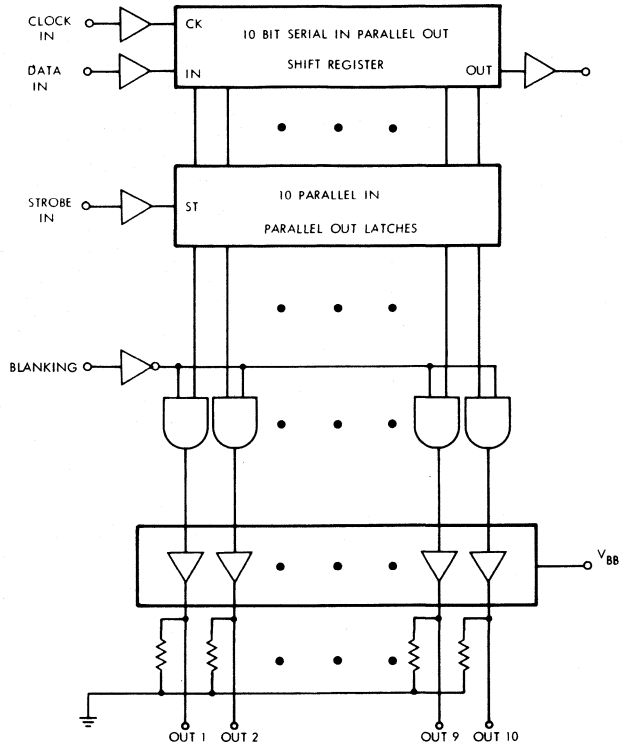 CLOCK
IN
CK
10 BIT SERIAL IN PARALLEL OUT
SHIFT REGISTER
DATA
IN
IN
OUT
STROBE
IN
ST
10 PARALLEL IN
PARALLEL OUT LATCHES
BLANKING
VBB
OUT 1
OUT 2
OUT 9
OUT 10